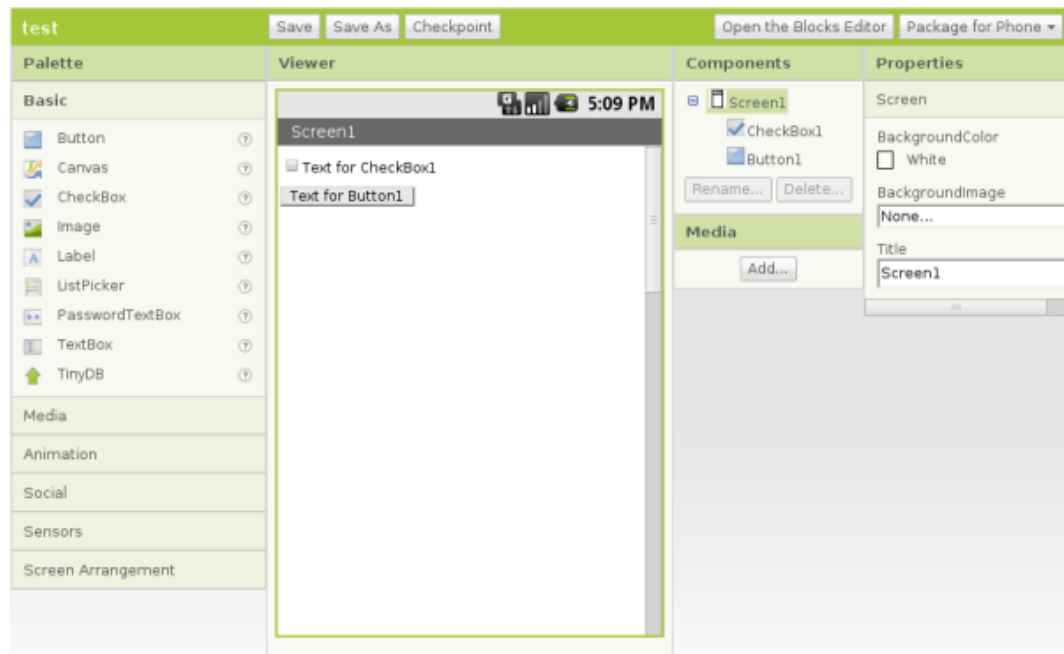 test
Save
Save As
Checkpoint
Open the Blocks Editor
Package for Phone
Palette
Basic
Button
Canvas
CheckBox
Image
Label
ListPicker
PasswordTextBox
TextBox
TinyDB
Media
Animation
Social
Sensors
Screen Arrangement
Viewer
5:09 PM
Screen1
Text for CheckBox1
Text for Button1
Components
Screen1
CheckBox1
Button1
Rename...
Delete...
Media
Add...
Properties
Screen
BackgroundColor
White
BackgroundImage
None...
Title
Screen1